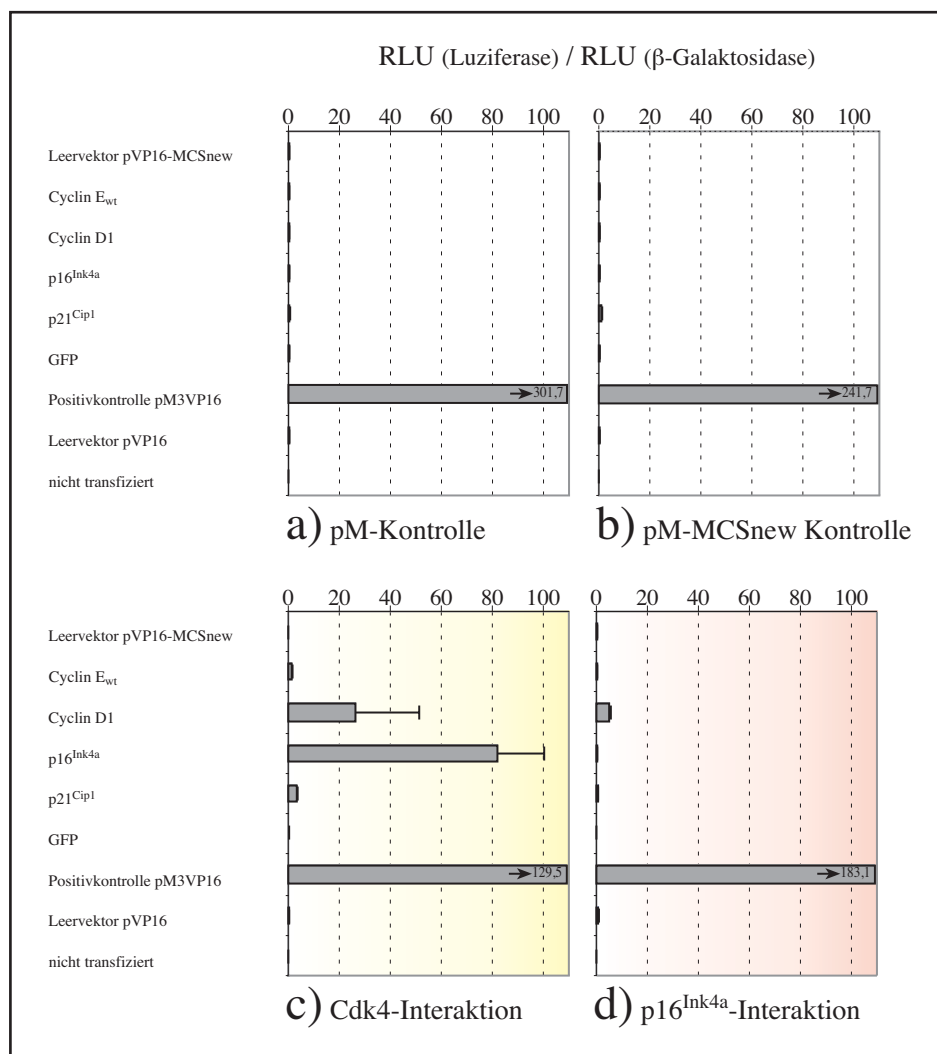 RLU (Luziferase) / RLU (β-Galaktosidase)
0 20 40 60 80 100
0 20 40 60 80 100
Leervektor pVP16-MCSnew
Cyclin Ewt
Cyclin D1
p16Ink4a
p21Cip1
GFP
Positivkontrolle pM3VP16
301,7
241,7
Leervektor pVP16
nicht transfiziert
a) pM-Kontrolle
b) pM-MCSnew Kontrolle
0 20 40 60 80 100
0 20 40 60 80 100
Leervektor pVP16-MCSnew
Cyclin Ewt
Cyclin D1
p16Ink4a
p21Cip1
GFP
Positivkontrolle pM3VP16
129,5
183,1
Leervektor pVP16
nicht transfiziert
c) Cdk4-Interaktion
d) p16Ink4a-Interaktion